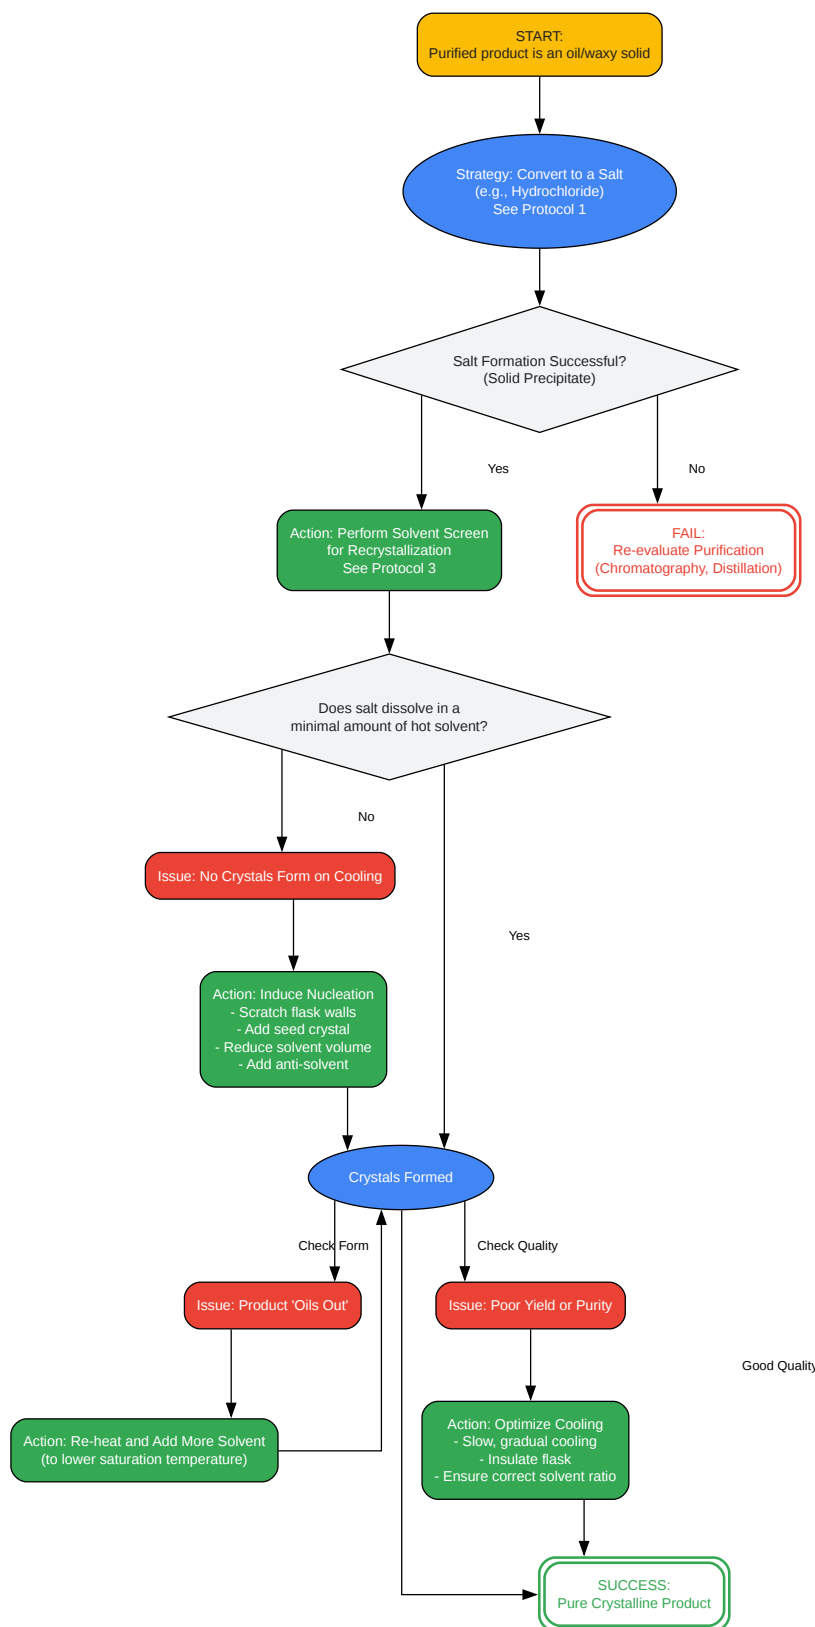 START:
Purified product is an oil/waxy solid
Strategy: Convert to a Salt
(e.g., Hydrochloride)
See Protocol 1
Salt Formation Successful?
(Solid Precipitate)
Yes
No
Action: Perform Solvent Screen
for Recrystallization
See Protocol 3
FAIL:
Re-evaluate Purification
(Chromatography, Distillation)
Does salt dissolve in a
minimal amount of hot solvent?
No
Issue: No Crystals Form on Cooling
Yes
Action: Induce Nucleation
- Scratch flask walls
- Add seed crystal
- Reduce solvent volume
- Add anti-solvent
Crystals Formed
Check Form
Check Quality
Issue: Product 'Oils Out'
Issue: Poor Yield or Purity
Good Quality
Action: Re-heat and Add More Solvent
(to lower saturation temperature)
Action: Optimize Cooling
- Slow, gradual cooling
- Insulate flask
- Ensure correct solvent ratio
SUCCESS:
Pure Crystalline Product